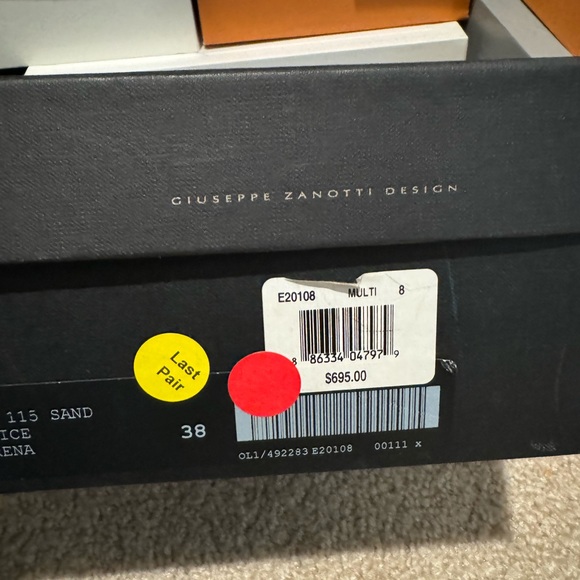 GIUSEPPE ZANOTTI DESIGN
E20108 MULTI 8
8 86334 04797 9
$695.00
Last
Pair
115 SAND
ICE 38
ENA
OL1/492283 E20108 00111 x